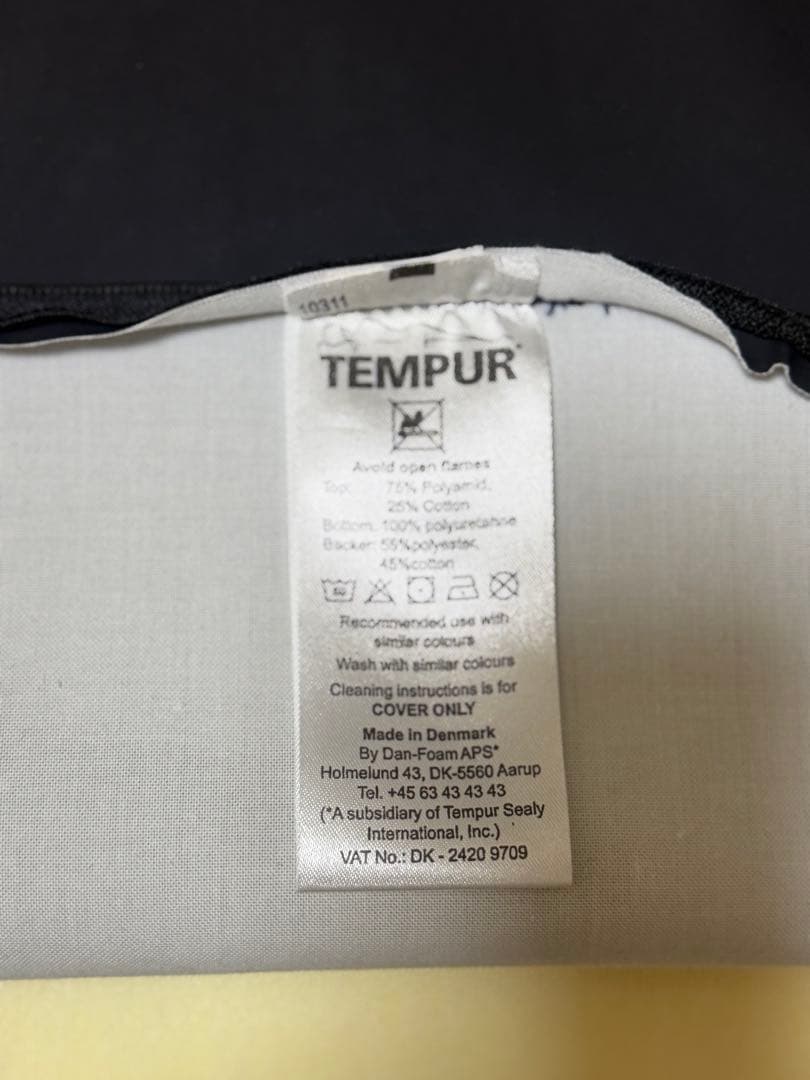 10311
TEMPUR
Avoid open flames
Top: 75% Polyamid,
25% Cotton
Bottom: 100% polyuretahne
Backer: 55%polyester,
45%cotton
Recommended use with
similar colours
Wash with similar colours
Cleaning instructions is for
COVER ONLY
Made in Denmark
By Dan-Foam APS*
Holmelund 43, DK-5560 Aarup
Tel. +45 63 43 43 43
(*A subsidiary of Tempur Sealy
International, Inc.)
VAT No.: DK - 2420 9709